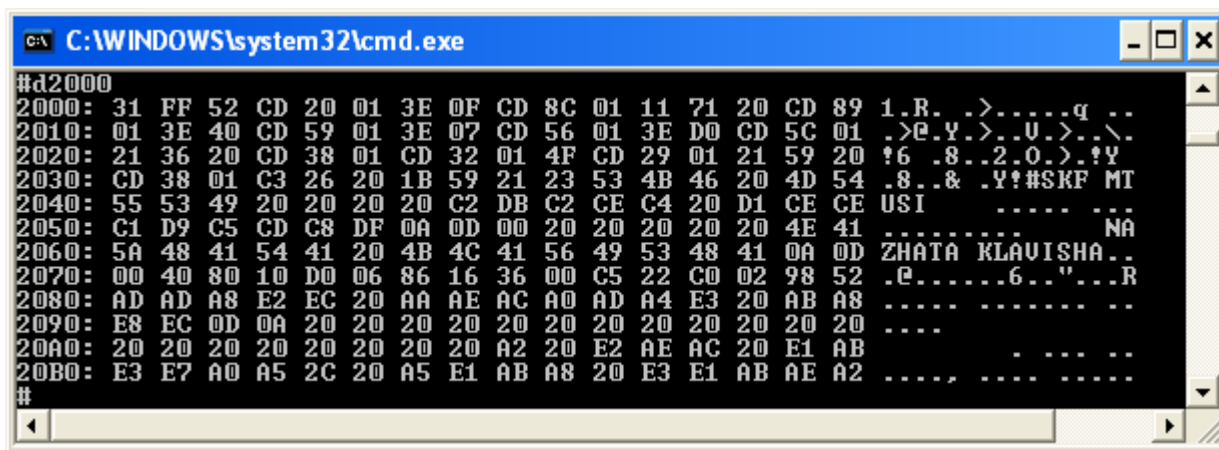 C:\WINDOWS\system32\cmd.exe
#d2000
2000: 31 FF 52 CD 20 01 3E 0F CD 8C 01 11 71 20 CD 89 1.R. .>.....q ..
2010: 01 3E 40 CD 59 01 3E 07 CD 56 01 3E D0 CD 5C 01 .>@.Y.>..V.>..\.
2020: 21 36 20 CD 38 01 CD 32 01 4F CD 29 01 21 59 20 !6 .8..2.O.).!Y
2030: CD 38 01 C3 26 20 1B 59 21 23 53 4B 46 20 4D 54 .8..& .Y!#SKF MT
2040: 55 53 49 20 20 20 20 C2 DB C2 CE C4 20 D1 CE CE USI ..... ...
2050: C1 D9 C5 CD C8 DF 0A 0D 00 20 20 20 20 20 4E 41 ......... NA
2060: 5A 48 41 54 41 20 4B 4C 41 56 49 53 48 41 0A 0D ZHATA KLAVISHA..
2070: 00 40 80 10 D0 06 86 16 36 00 C5 22 C0 02 98 52 .@......6.."...R
2080: AD AD A8 E2 EC 20 AA AE AC A0 AD A4 E3 20 AB A8 ..... ....... ..
2090: E8 EC 0D 0A 20 20 20 20 20 20 20 20 20 20 20 20 ....
20A0: 20 20 20 20 20 20 20 20 A2 20 E2 AE AC 20 E1 AB . ... ..
20B0: E3 E7 A0 A5 2C 20 A5 E1 AB A8 20 E3 E1 AB AE A2 ...., .... .....
#